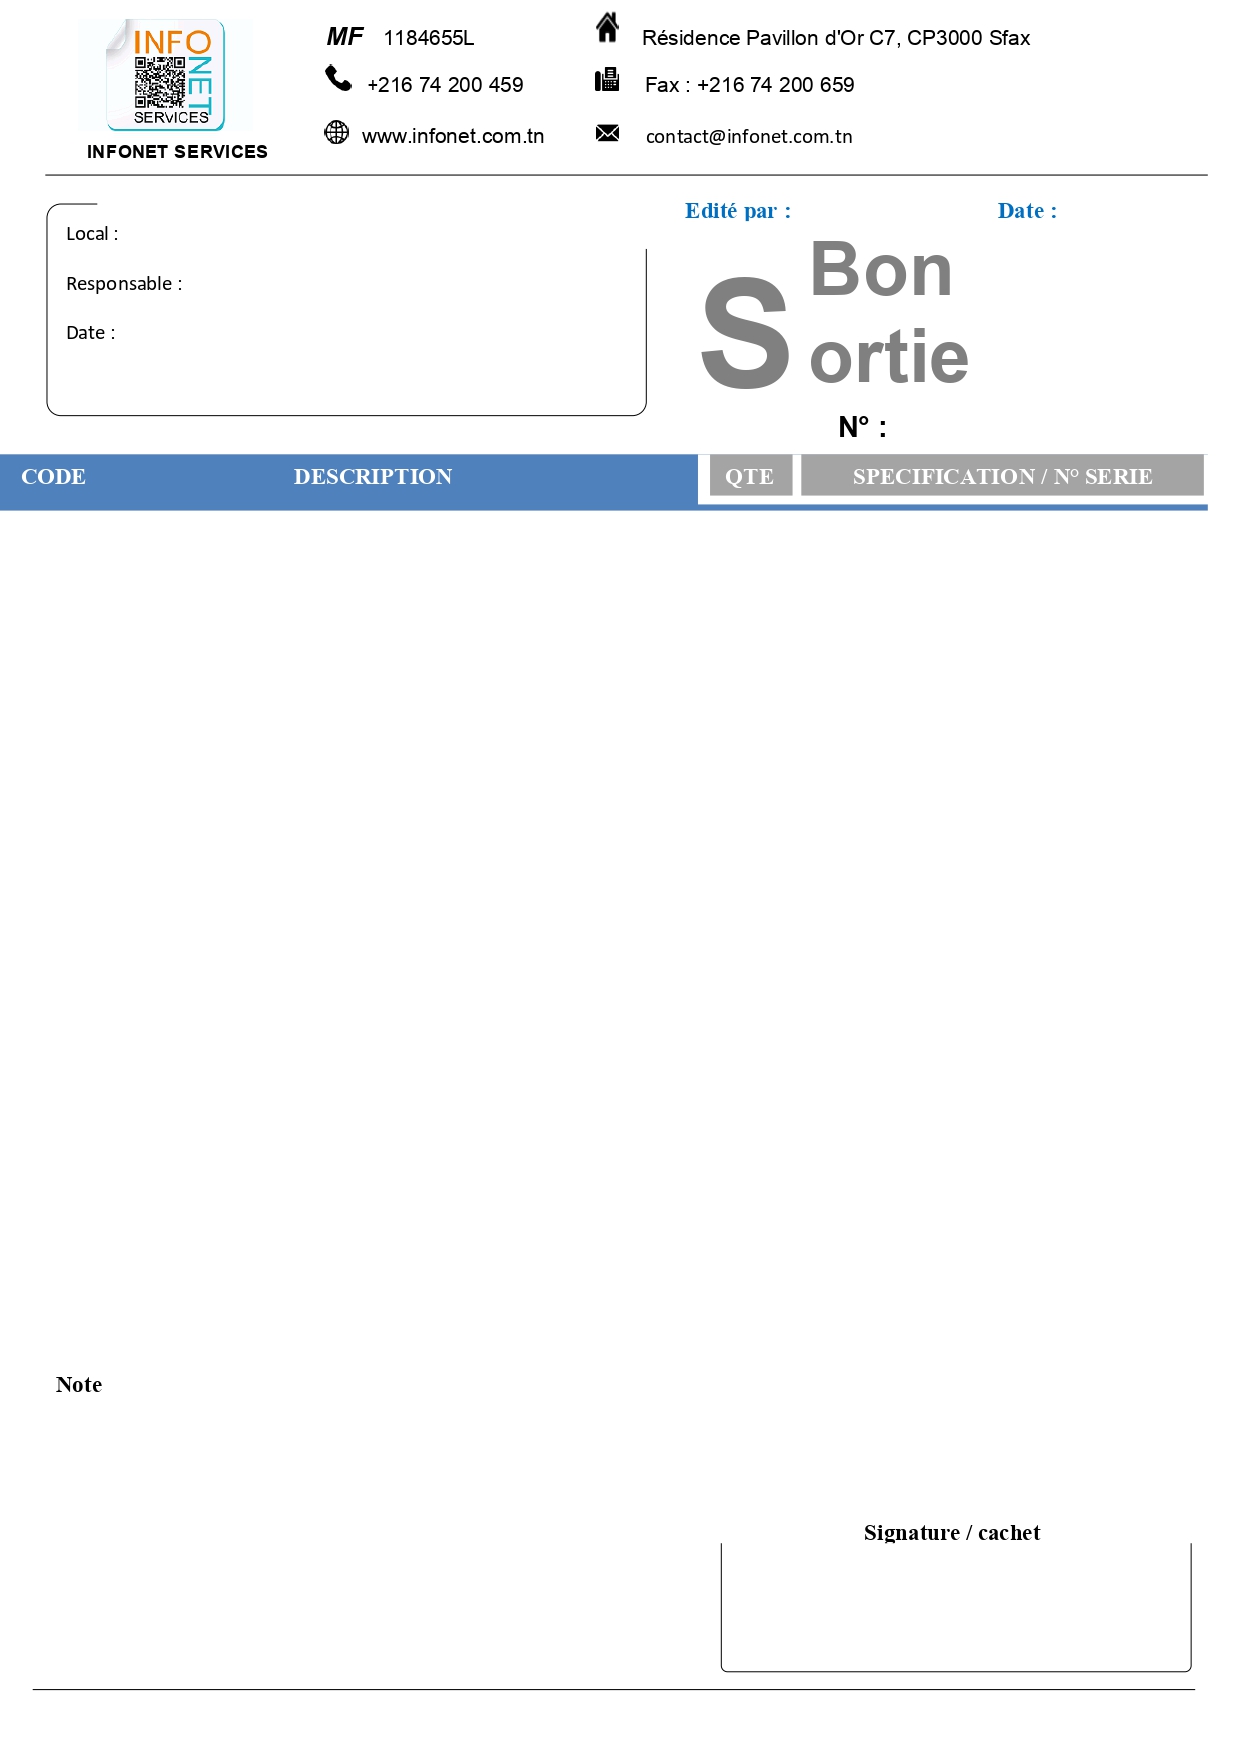 INFO
NET
SERVICES
INFONET SERVICES
MF 1184655L
Résidence Pavillon d'Or C7, CP3000 Sfax
+216 74 200 459
Fax : +216 74 200 659
www.infonet.com.tn
contact@infonet.com.tn
Edité par :
Date :
Local :
Responsable :
Date :
Bon
Sortie
N° :
CODE DESCRIPTION QTE SPECIFICATION / N° SERIE
Note
Signature / cachet